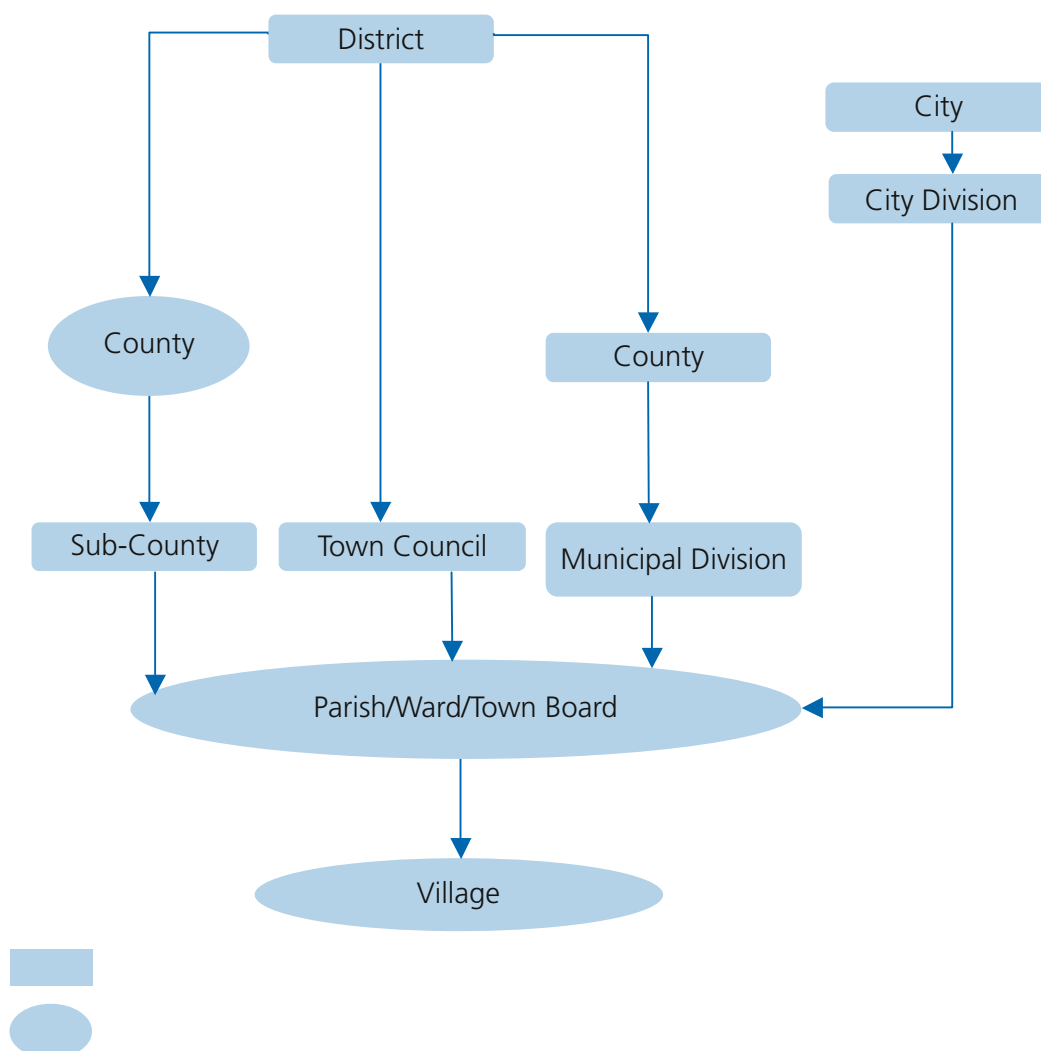 District
City
City Division
County
County
Sub-County
Town Council
Municipal Division
Parish/Ward/Town Board
Village